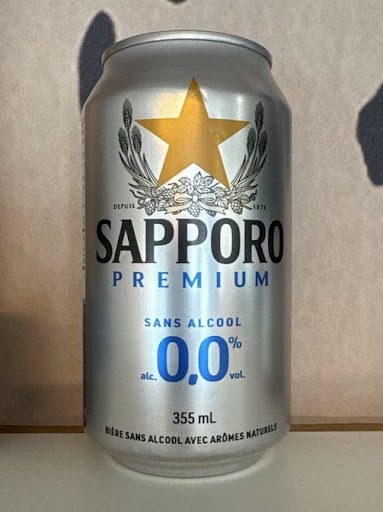 DEPUIS 1876
SAPPORO
PREMIUM
SANS ALCOOL
alc. 0,0% vol.
355 mL
BIÈRE SANS ALCOOL AVEC ARÔMES NATURELS